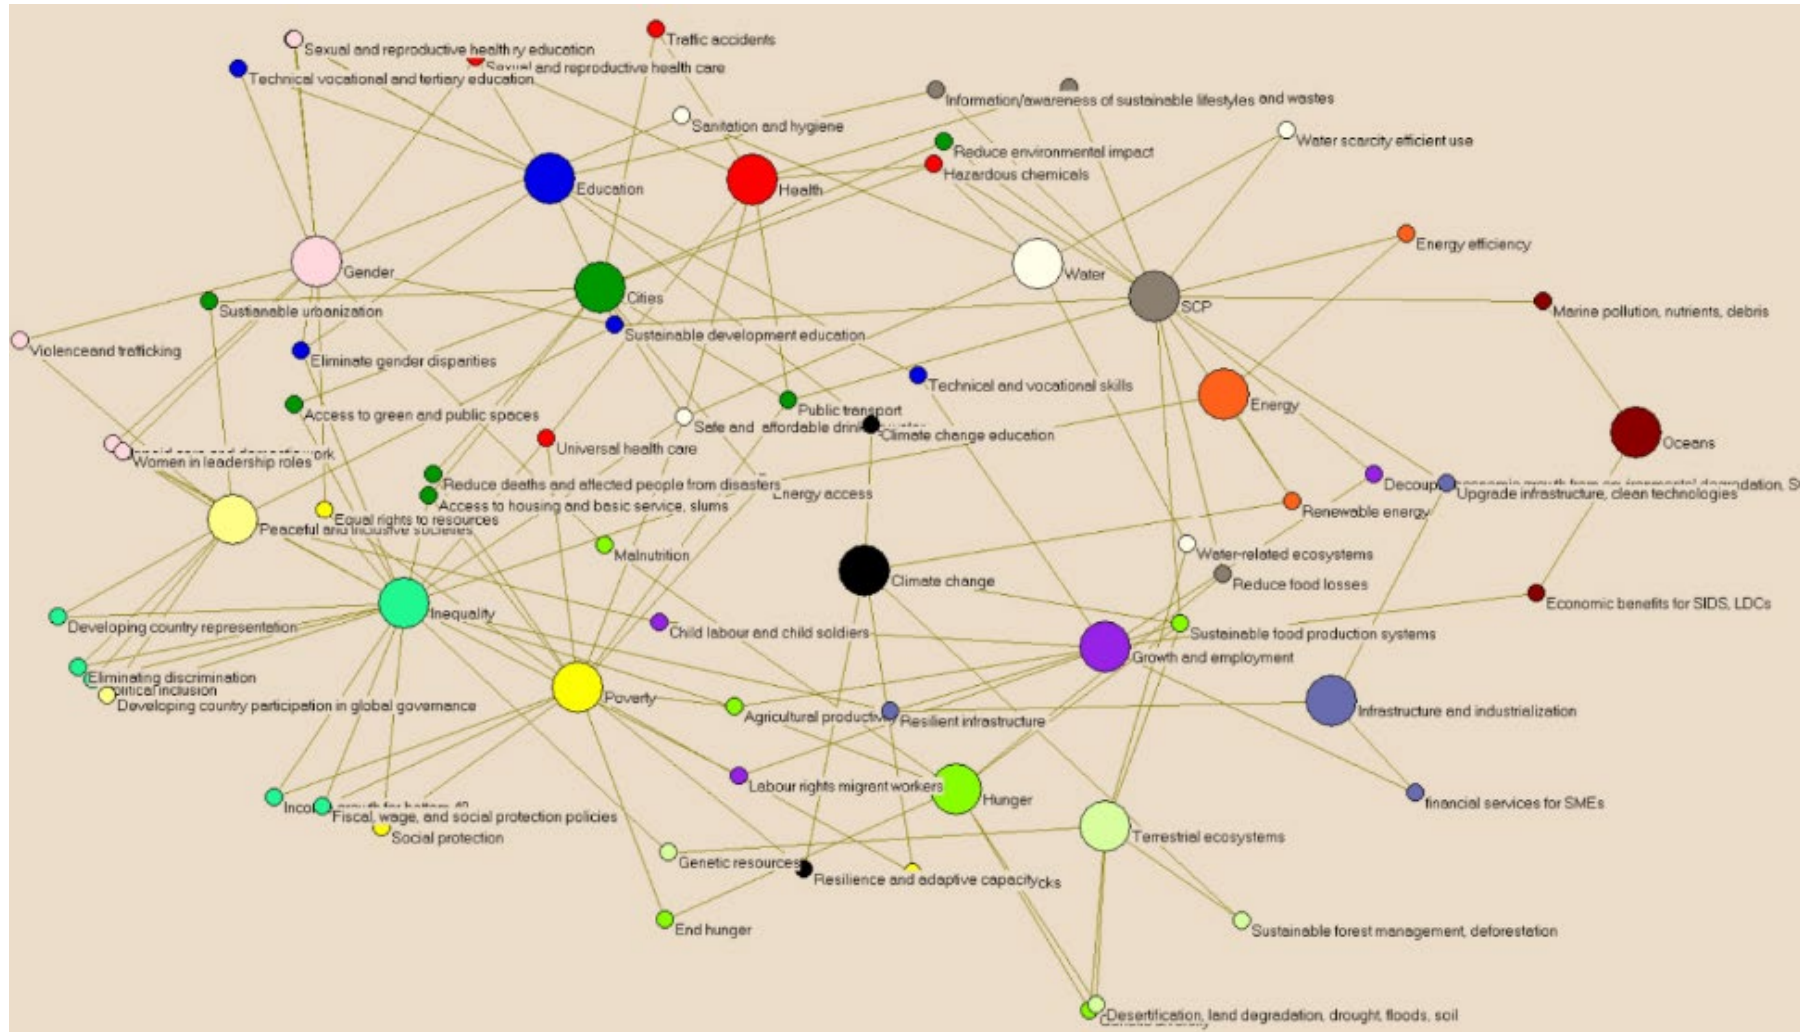 Traffic accidents
Sexual and reproductive health ry education
Sexual and reproductive health care
Technical vocational and tertiary education
Information/awareness of sustainable lifestyles and wastes
Sanitation and hygiene
Water scarcity efficient use
Reduce environmental impact
Hazardous chemicals
Education
Health
Energy efficiency
Gender
Water
Cities
SCP
Sustianable urbanization
Marine pollution, nutrients, debris
Sustainable development education
Violenceand trafficking
Eliminate gender disparities
Technical and vocational skills
Energy
Access to green and public spaces
Public transport
Safe and affordable
Climate change education
Oceans
Universal health care
Women in leadership roles
Reduce deaths and affected people from disasters
Energy access
Upgrade infrastructure, clean technologies
Access to housing and basic service, slums
Renewable energy
Equal rights to resources
Peaceful and inclusive societies
Malnutrition
Water-related ecosystems
Climate change
Reduce food losses
Economic benefits for SIDS, LDCs
Inequality
Developing country representation
Child labour and child soldiers
Sustainable food production systems
Growth and employment
Eliminating discrimination
political inclusion
Poverty
Developing country participation in global governance
Agricultural
Resilient infrastructure
Infrastructure and industrialization
Labour rights migrant workers
Hunger
financial services for SMEs
Fiscal, wage, and social protection policies
Social protection
Terrestrial ecosystems
Genetic resources
Resilience and adaptive capacity cks
End hunger
Sustainable forest management, deforestation
Desertification, land degradation, drought, floods, soil